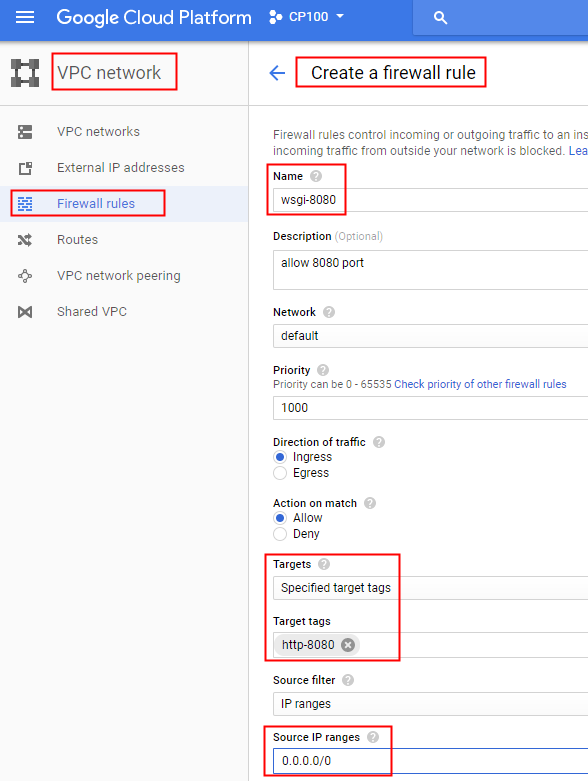 Google Cloud Platform CP100
VPC network
Create a firewall rule
VPC networks
External IP addresses
Firewall rules
Routes
VPC network peering
Shared VPC
Firewall rules control incoming or outgoing traffic to an ins
incoming traffic from outside your network is blocked. Lea
Name
wsgi-8080
Description (Optional)
allow 8080 port
Network
default
Priority
Priority can be 0 - 65535 Check priority of other firewall rules
1000
Direction of traffic
Ingress
Egress
Action on match
Allow
Deny
Targets
Specified target tags
Target tags
http-8080
Source filter
IP ranges
Source IP ranges
0.0.0.0/0